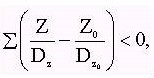 ∑(Z/D_z − Z_0/D_{z_0}) < 0,